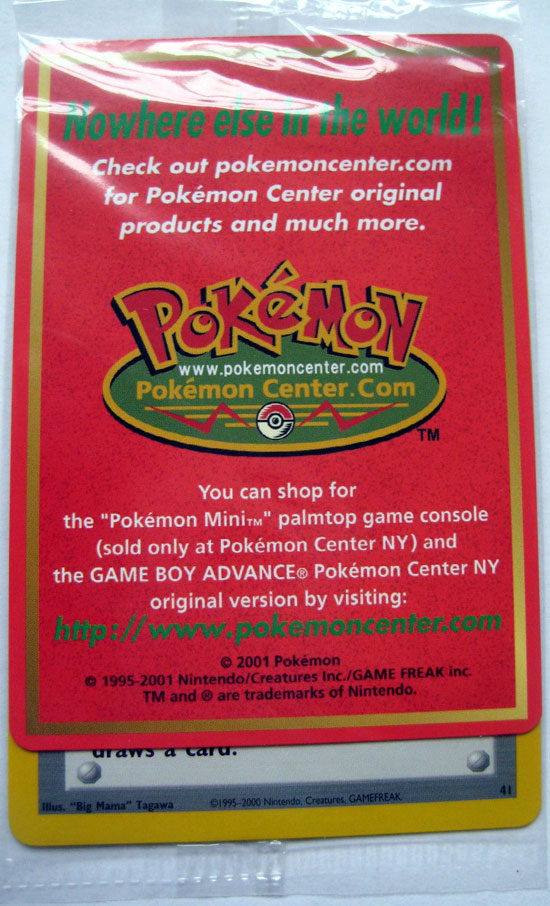 Nowhere else in the world!
Check out pokemoncenter.com
for Pokémon Center original
products and much more.
POKéMON
www.pokemoncenter.com
Pokémon Center.Com
TM
You can shop for
the "Pokémon Mini™" palmtop game console
(sold only at Pokémon Center NY) and
the GAME BOY ADVANCE® Pokémon Center NY
original version by visiting:
http://www.pokemoncenter.com
© 2001 Pokémon
© 1995-2001 Nintendo/Creatures Inc./GAME FREAK inc.
TM and ® are trademarks of Nintendo.
draws a card.
Illus. "Big Mama" Tagawa ©1995-2000 Nintendo, Creatures, GAMEFREAK. 41